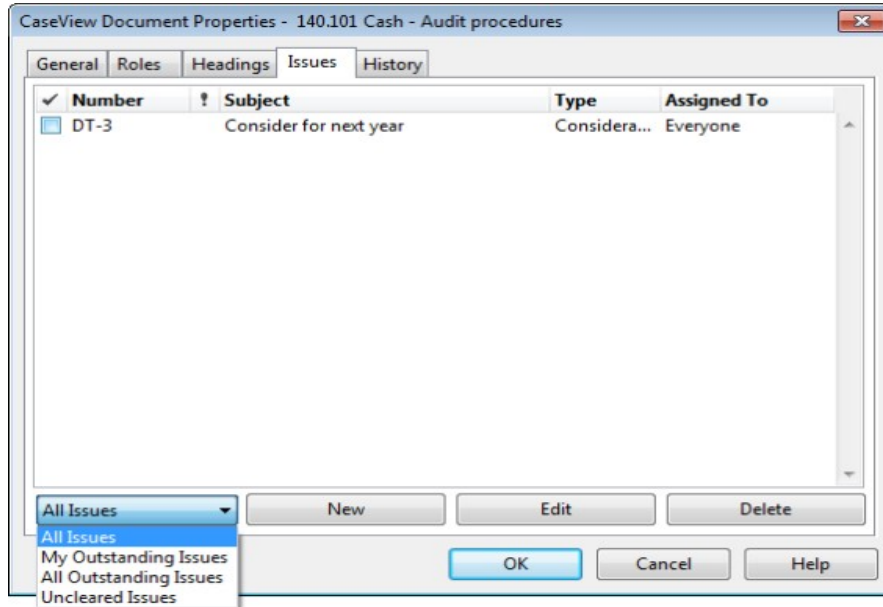 CaseView Document Properties - 140.101 Cash - Audit procedures
General Roles Headings Issues History
Number ! Subject Type Assigned To
DT-3 Consider for next year Considera... Everyone
All Issues New Edit Delete
All Issues
My Outstanding Issues
All Outstanding Issues
Uncleared Issues
OK Cancel Help